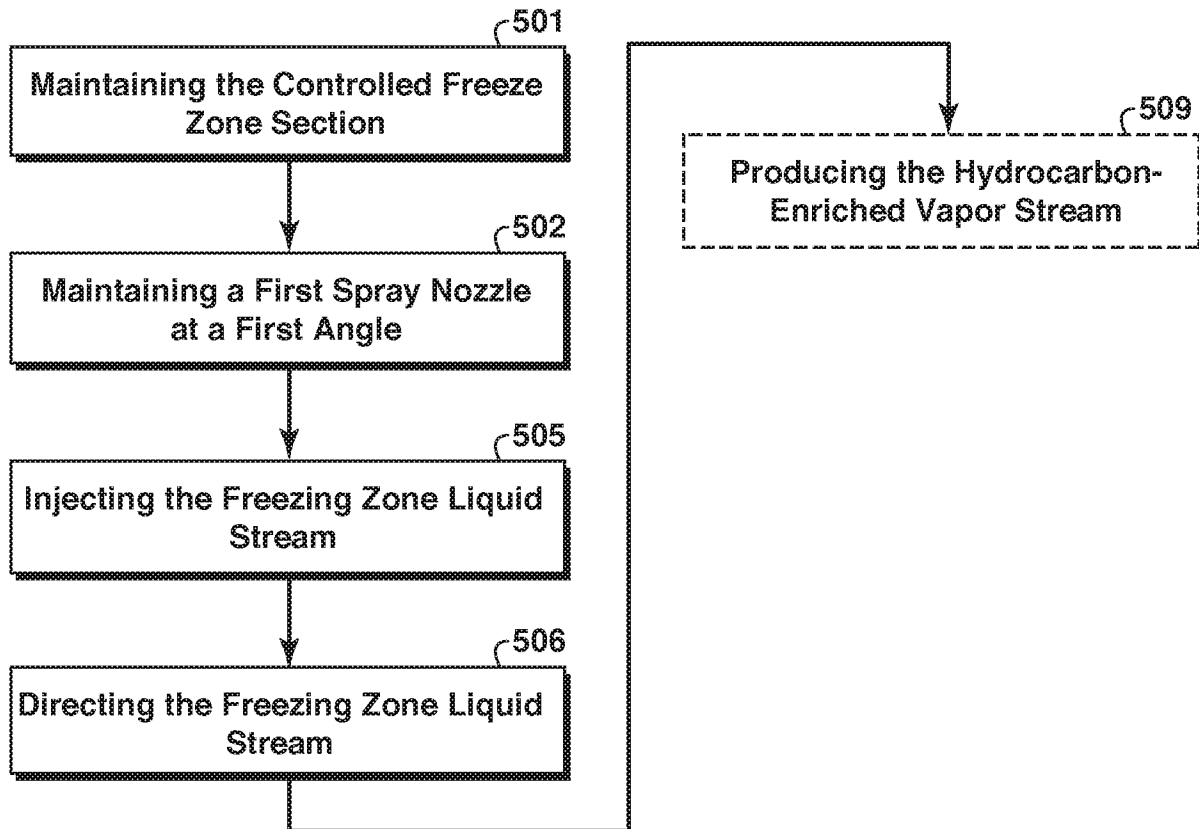 501
Maintaining the Controlled Freeze
Zone Section
502
Maintaining a First Spray Nozzle
at a First Angle
505
Injecting the Freezing Zone Liquid
Stream
506
Directing the Freezing Zone Liquid
Stream
509
Producing the Hydrocarbon-
Enriched Vapor Stream